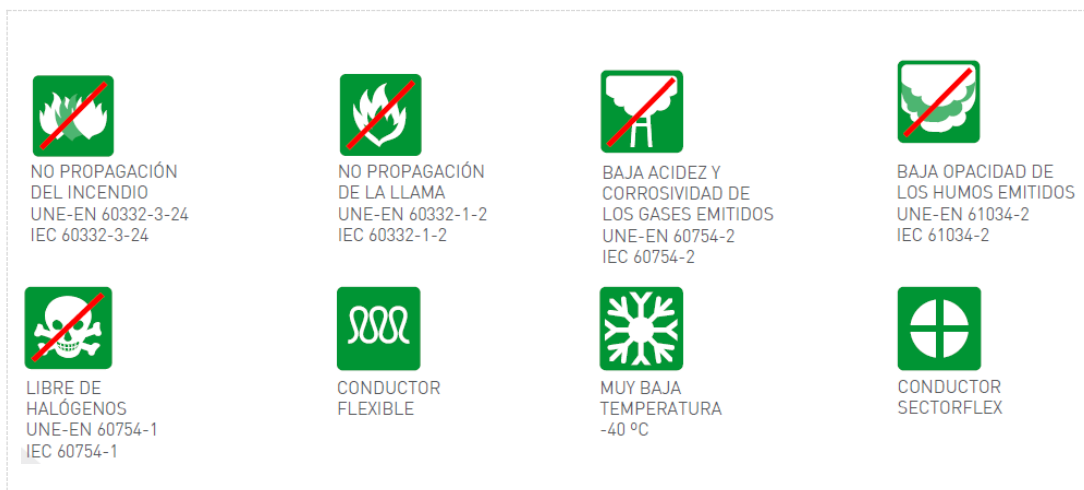 NO PROPAGACIÓN
DEL INCENDIO
UNE-EN 60332-3-24
IEC 60332-3-24
NO PROPAGACIÓN
DE LA LLAMA
UNE-EN 60332-1-2
IEC 60332-1-2
BAJA ACIDEZ Y
CORROSIVIDAD DE
LOS GASES EMITIDOS
UNE-EN 60754-2
IEC 60754-2
BAJA OPACIDAD DE
LOS HUMOS EMITIDOS
UNE-EN 61034-2
IEC 61034-2
LIBRE DE
HALÓGENOS
UNE-EN 60754-1
IEC 60754-1
CONDUCTOR
FLEXIBLE
MUY BAJA
TEMPERATURA
-40 ºC
CONDUCTOR
SECTORFLEX